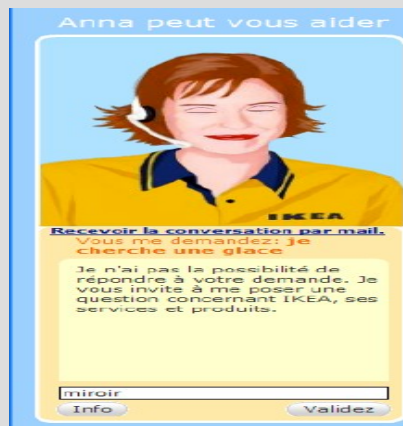 Anna peut vous aider
IKEA
Recevoir la conversation par mail.
Vous me demandez: je
cherche une glace
Je n'ai pas la possibilité de
répondre à votre demande. Je
vous invite à me poser une
question concernant IKEA, ses
services et produits.
miroir
Info Validez